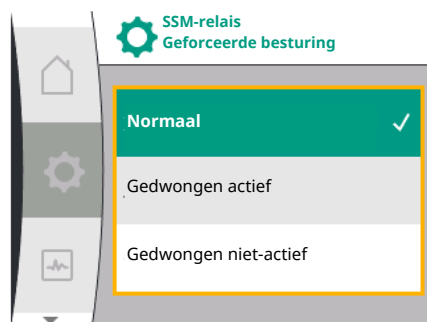 SSM-relais
Geforceerde besturing
Normaal
Gedwongen actief
Gedwongen niet-actief